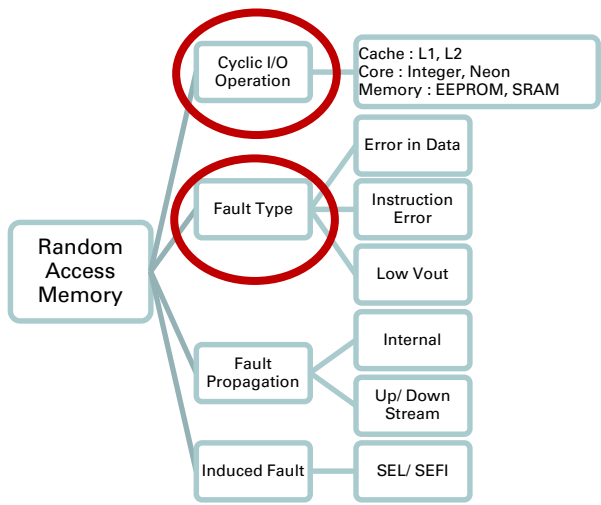 Cyclic I/O
Operation
Cache : L1, L2
Core : Integer, Neon
Memory : EEPROM, SRAM
Error in Data
Fault Type
Instruction
Error
Low Vout
Random
Access
Memory
Internal
Fault
Propagation
Up/ Down
Stream
Induced Fault
SEL/ SEFI